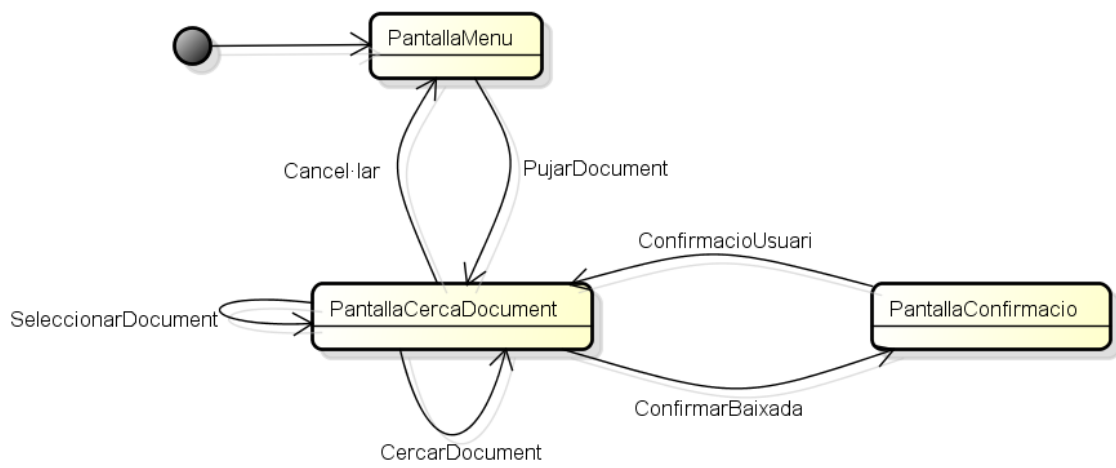 PantallaMenu
Cancel·lar
PujarDocument
ConfirmacioUsuari
SeleccionarDocument
PantallaCercaDocument
PantallaConfirmacio
ConfirmarBaixada
CercarDocument